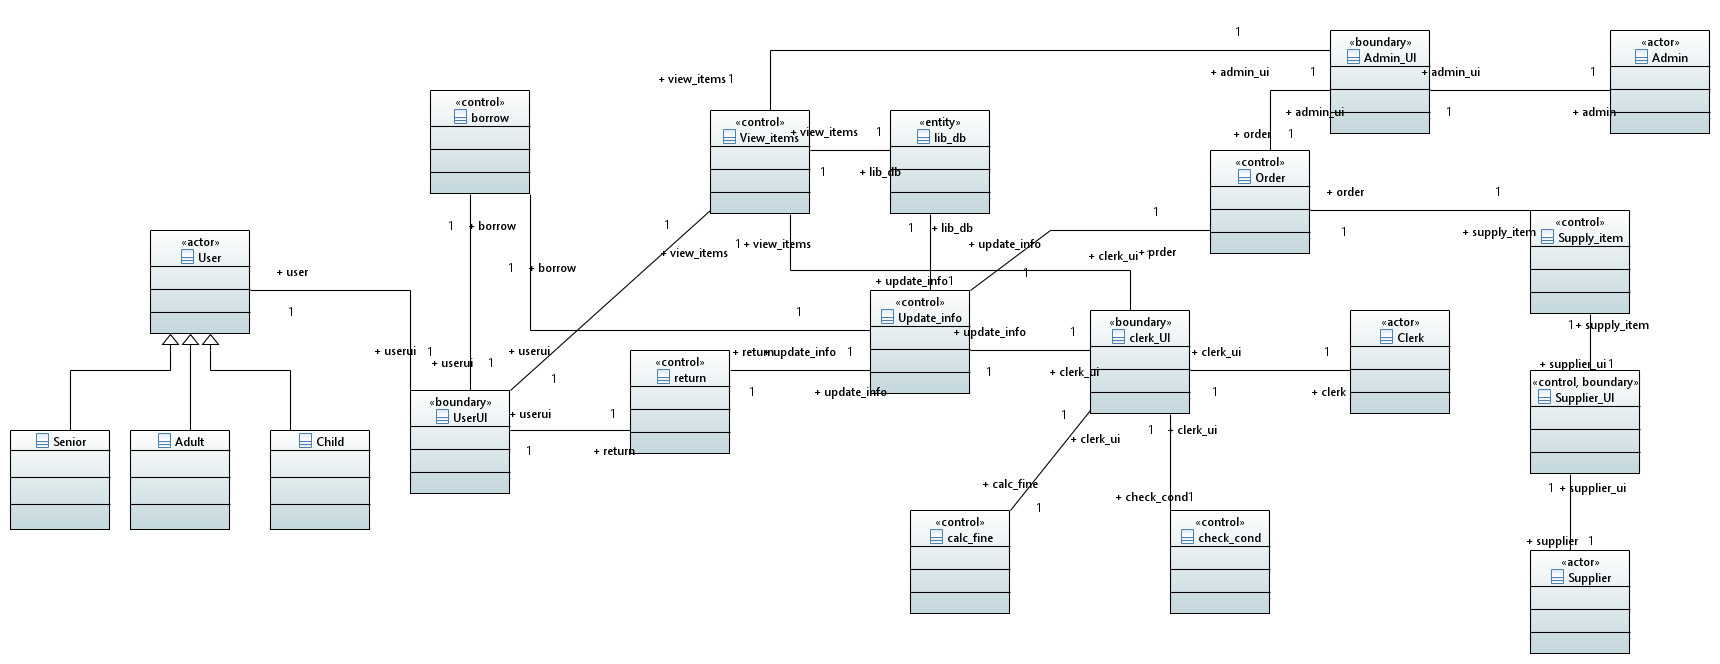 1
«boundary»
Admin_UI
«actor»
Admin
+ view_items
1
+ admin_ui
1
+ admin_ui
1
«control»
borrow
«control»
View_items
+ view_items
1
«entity»
lib_db
+ admin_ui
1
+ admin
+ order
1
1
+ lib_db
«control»
Order
+ order
1
1
+ borrow
1
+ view_items
1
+ view_items
1
+ lib_db
1
+ update_info
1
+ order
1
+ supply_item
«control»
Supply_item
«actor»
User
+ user
1
1
+ borrow
1
+ clerk_ui
+ update_info
1
1
«control»
Update_info
1
+ update_info
1
«boundary»
clerk_UI
«actor»
Clerk
1
+ supply_item
+ userui
1
+ userui
1
+ userui
1
«control»
return
+ return
+ update_info
1
1
+ update_info
1
+ clerk_ui
+ clerk_ui
1
1
+ clerk
+ supplier_ui
1
«control, boundary»
Supplier_UI
«boundary»
UserUI
+ userui
1
1
+ return
Senior
Adult
Child
1
+ clerk_ui
1
+ clerk_ui
+ calc_fine
1
+ check_cond
1
1
+ supplier_ui
«control»
calc_fine
«control»
check_cond
+ supplier
1
«actor»
Supplier